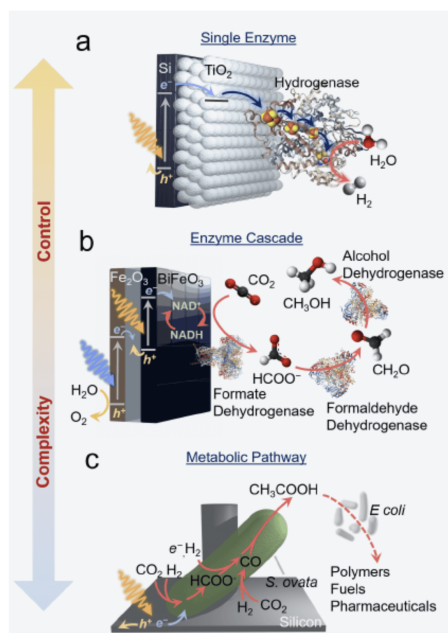 a
Single Enzyme
Si
TiO₂
e⁻
Hydrogenase
h⁺
H₂O
H₂
Control
Complexity
b
Enzyme Cascade
Fe₂O₃
BiFeO₃
e⁻
NAD⁺
NADH
e⁻
h⁺
H₂O
O₂
h⁺
CO₂
CH₃OH
Alcohol
Dehydrogenase
HCOO⁻
CH₂O
Formate
Dehydrogenase
Formaldehyde
Dehydrogenase
c
Metabolic Pathway
CH₃COOH
E coli
e⁻, H₂
CO
CO₂ H₂
HCOO⁻
S. ovata
H₂ CO₂
Silicon
h⁺
e⁻
Polymers
Fuels
Pharmaceuticals